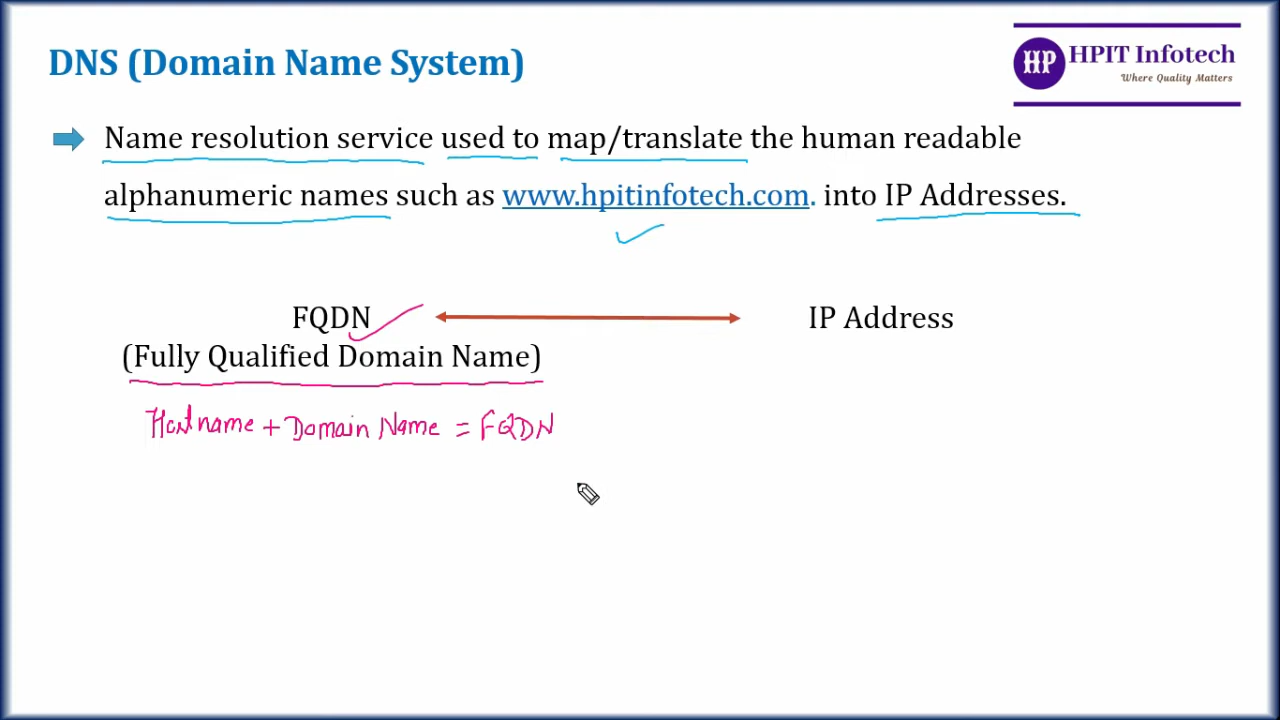 DNS (Domain Name System)
HP HPIT Infotech
Where Quality Matters
Name resolution service used to map/translate the human readable
alphanumeric names such as www.hpitinfotech.com. into IP Addresses.
FQDN IP Address
(Fully Qualified Domain Name)
Hostname + Domain Name = FQDN